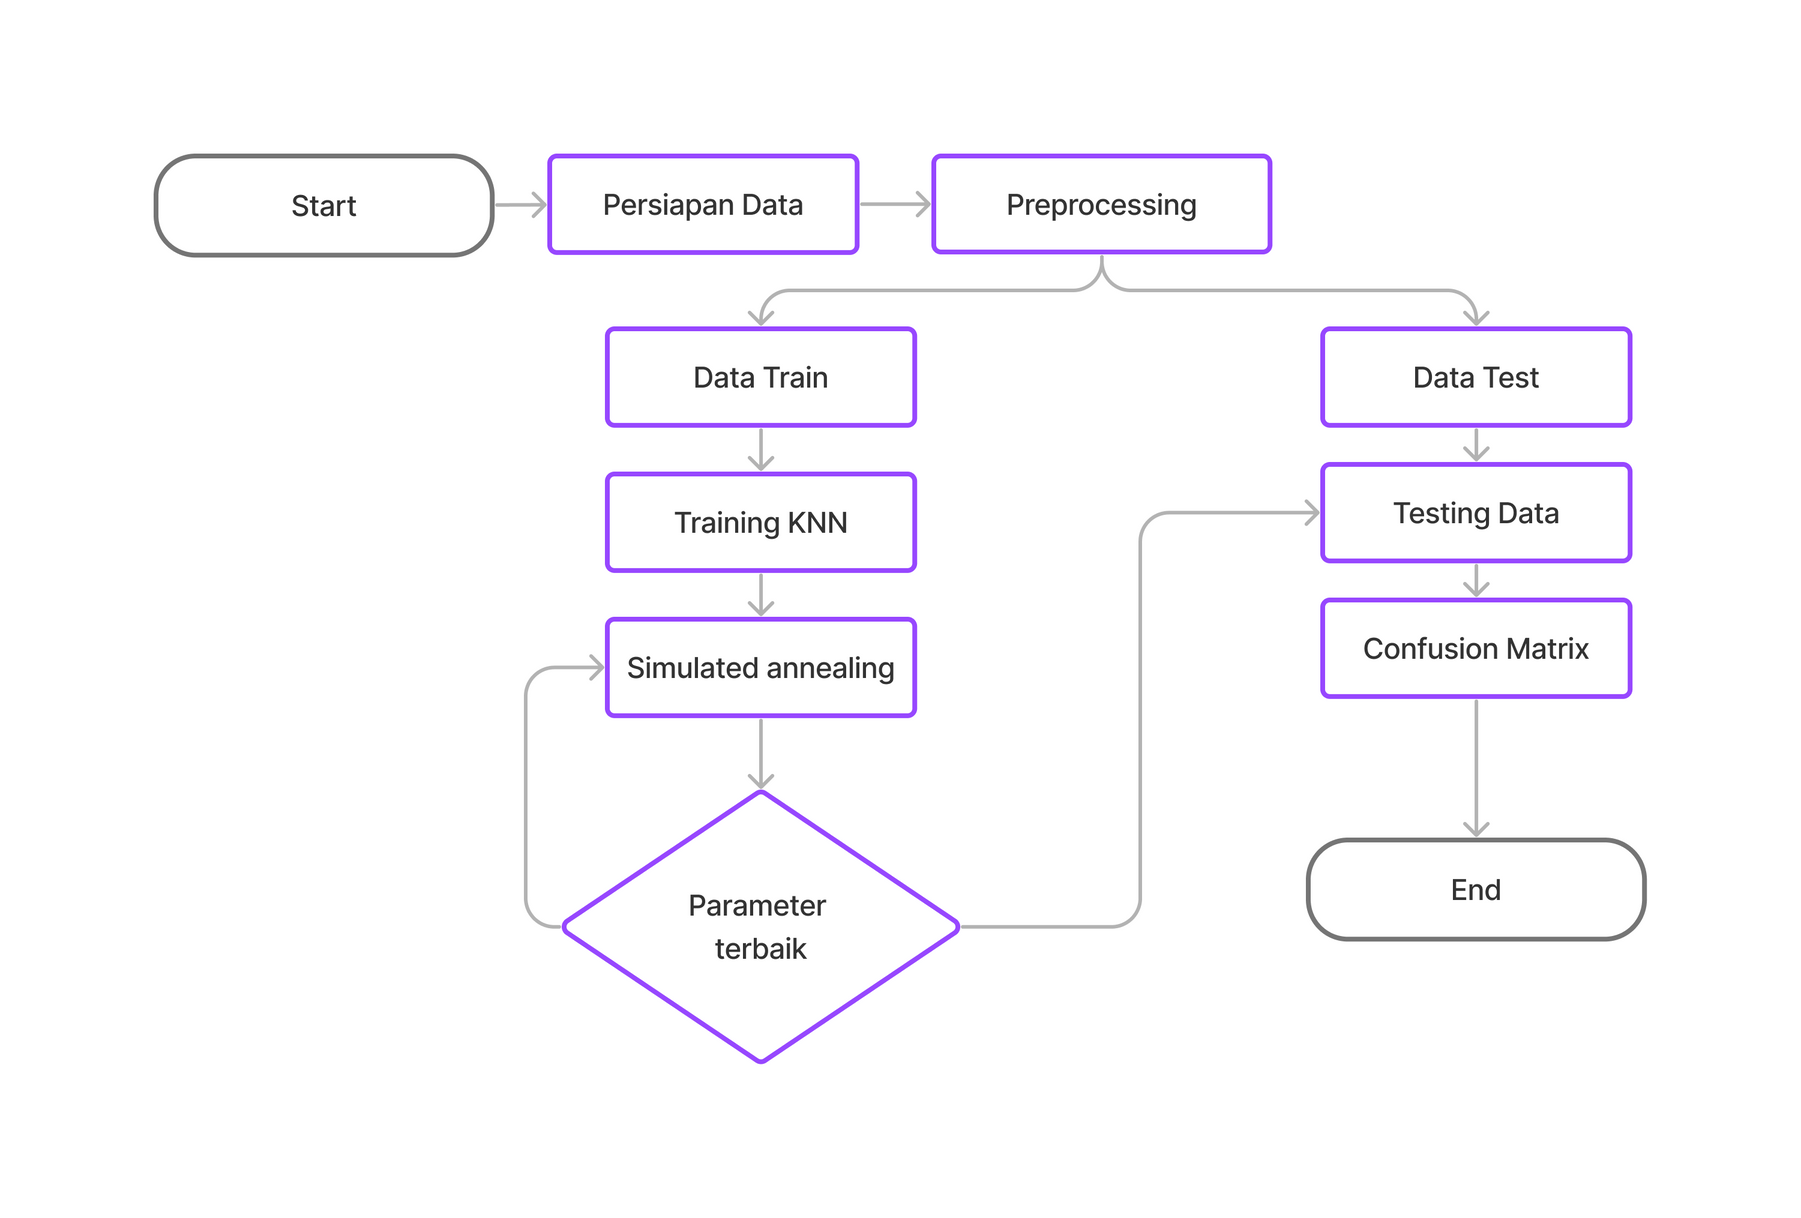 Start
Persiapan Data
Preprocessing
Data Train
Data Test
Training KNN
Testing Data
Simulated annealing
Confusion Matrix
Parameter
terbaik
End